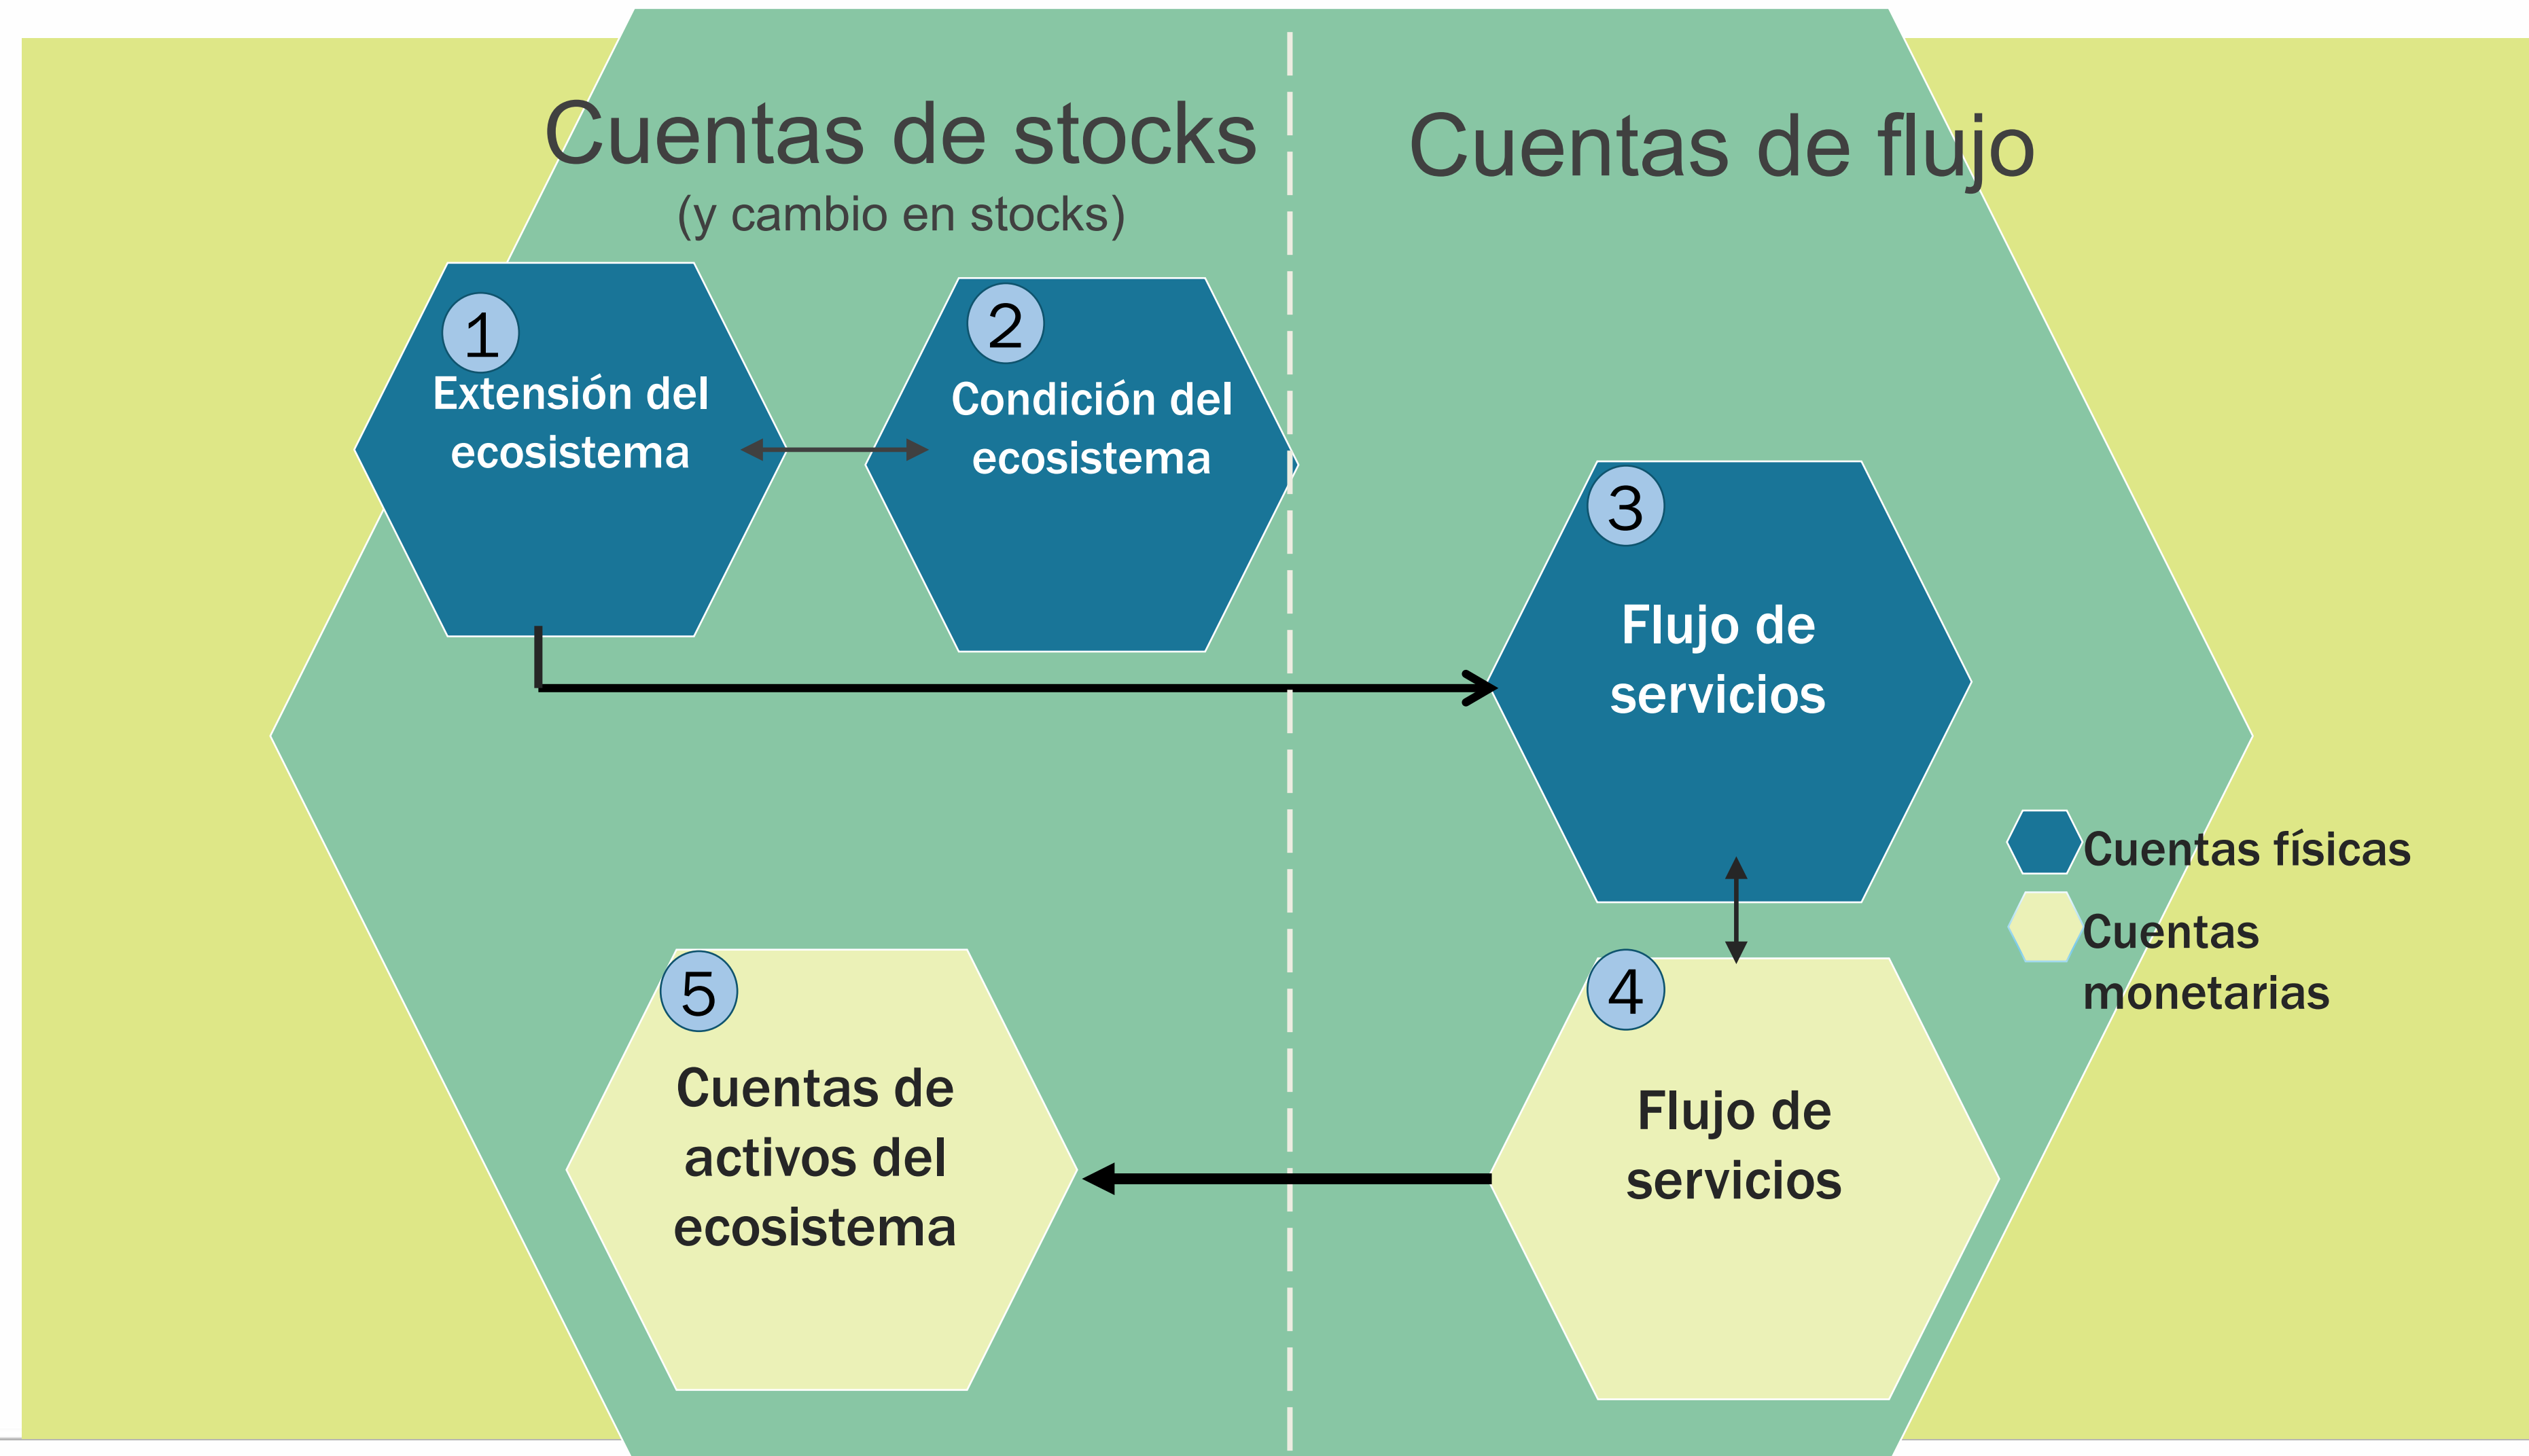 Cuentas de stocks
(y cambio en stocks)
Cuentas de flujo
1
Extensión del
ecosistema
2
Condición del
ecosistema
3
Flujo de
servicios
Cuentas físicas
Cuentas
monetarias
5
Cuentas de
activos del
ecosistema
4
Flujo de
servicios